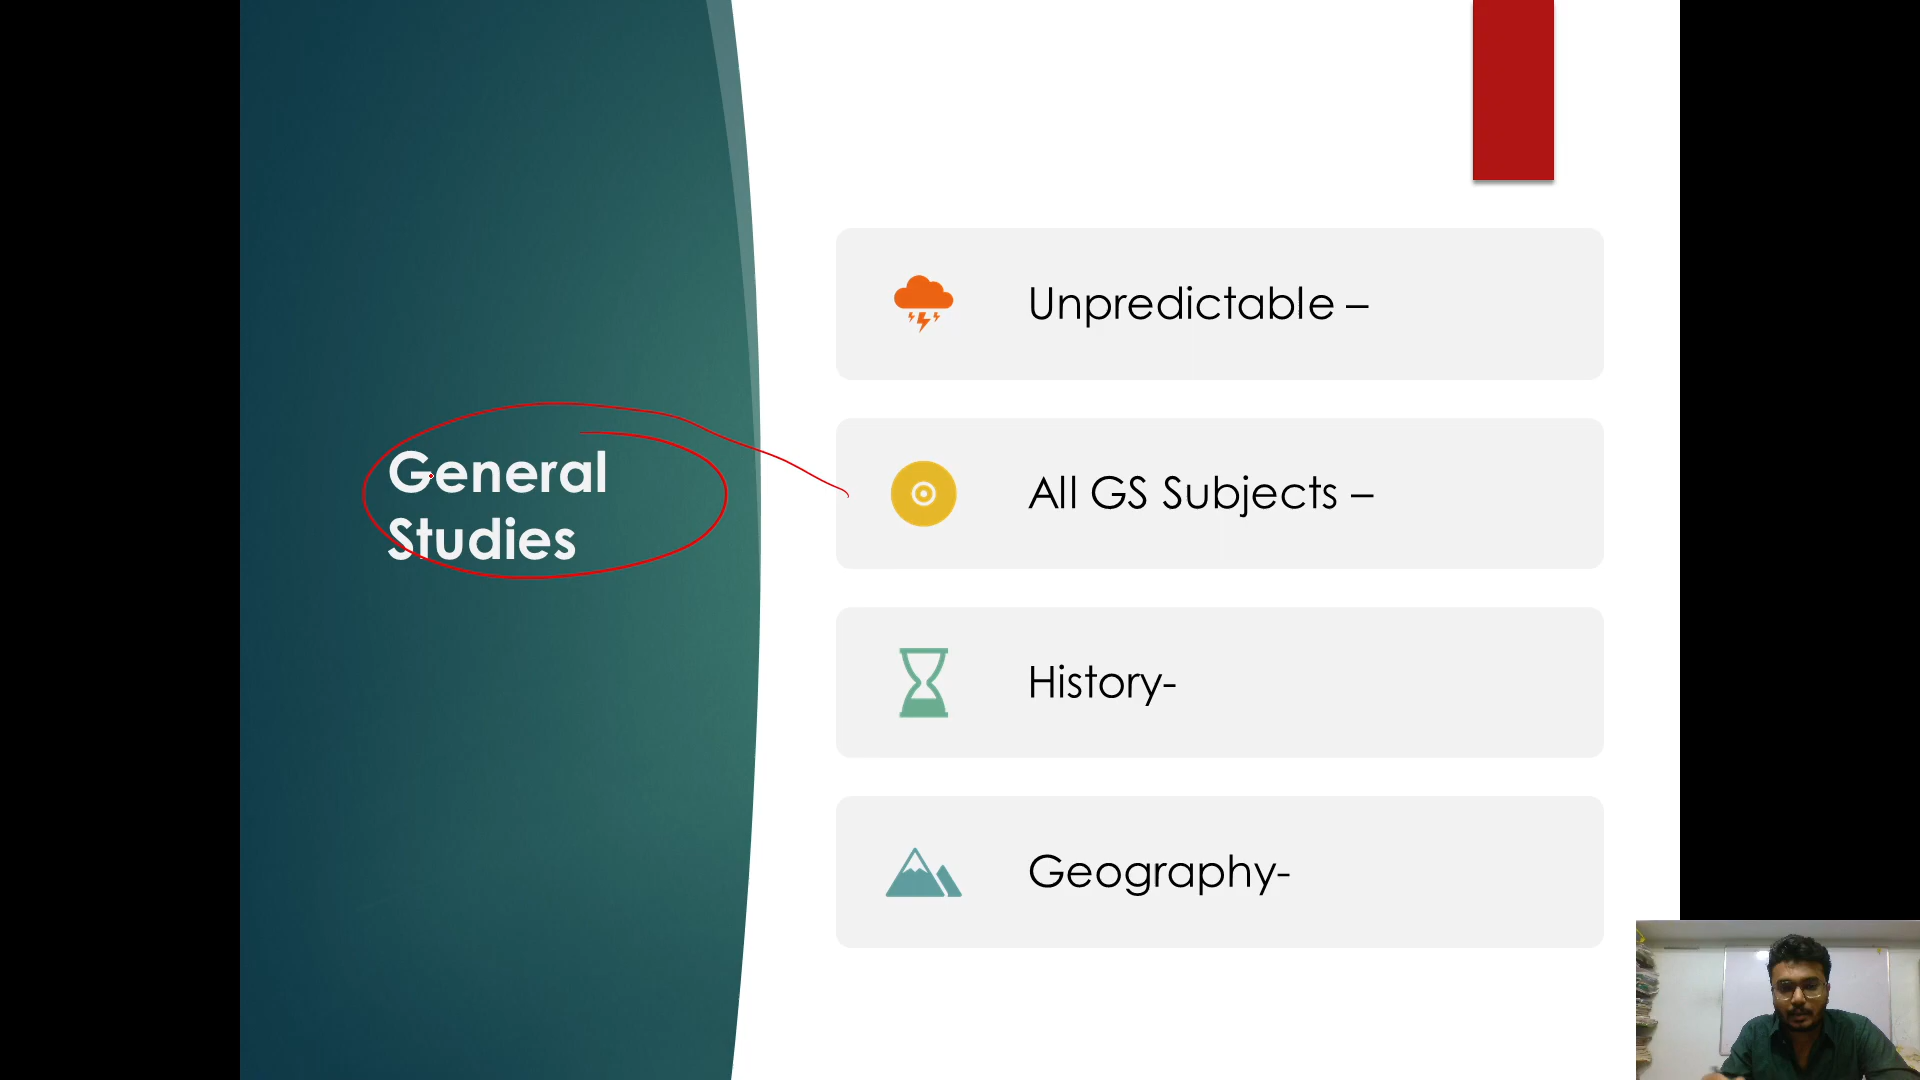 General
Studies
Unpredictable –
All GS Subjects –
History-
Geography-